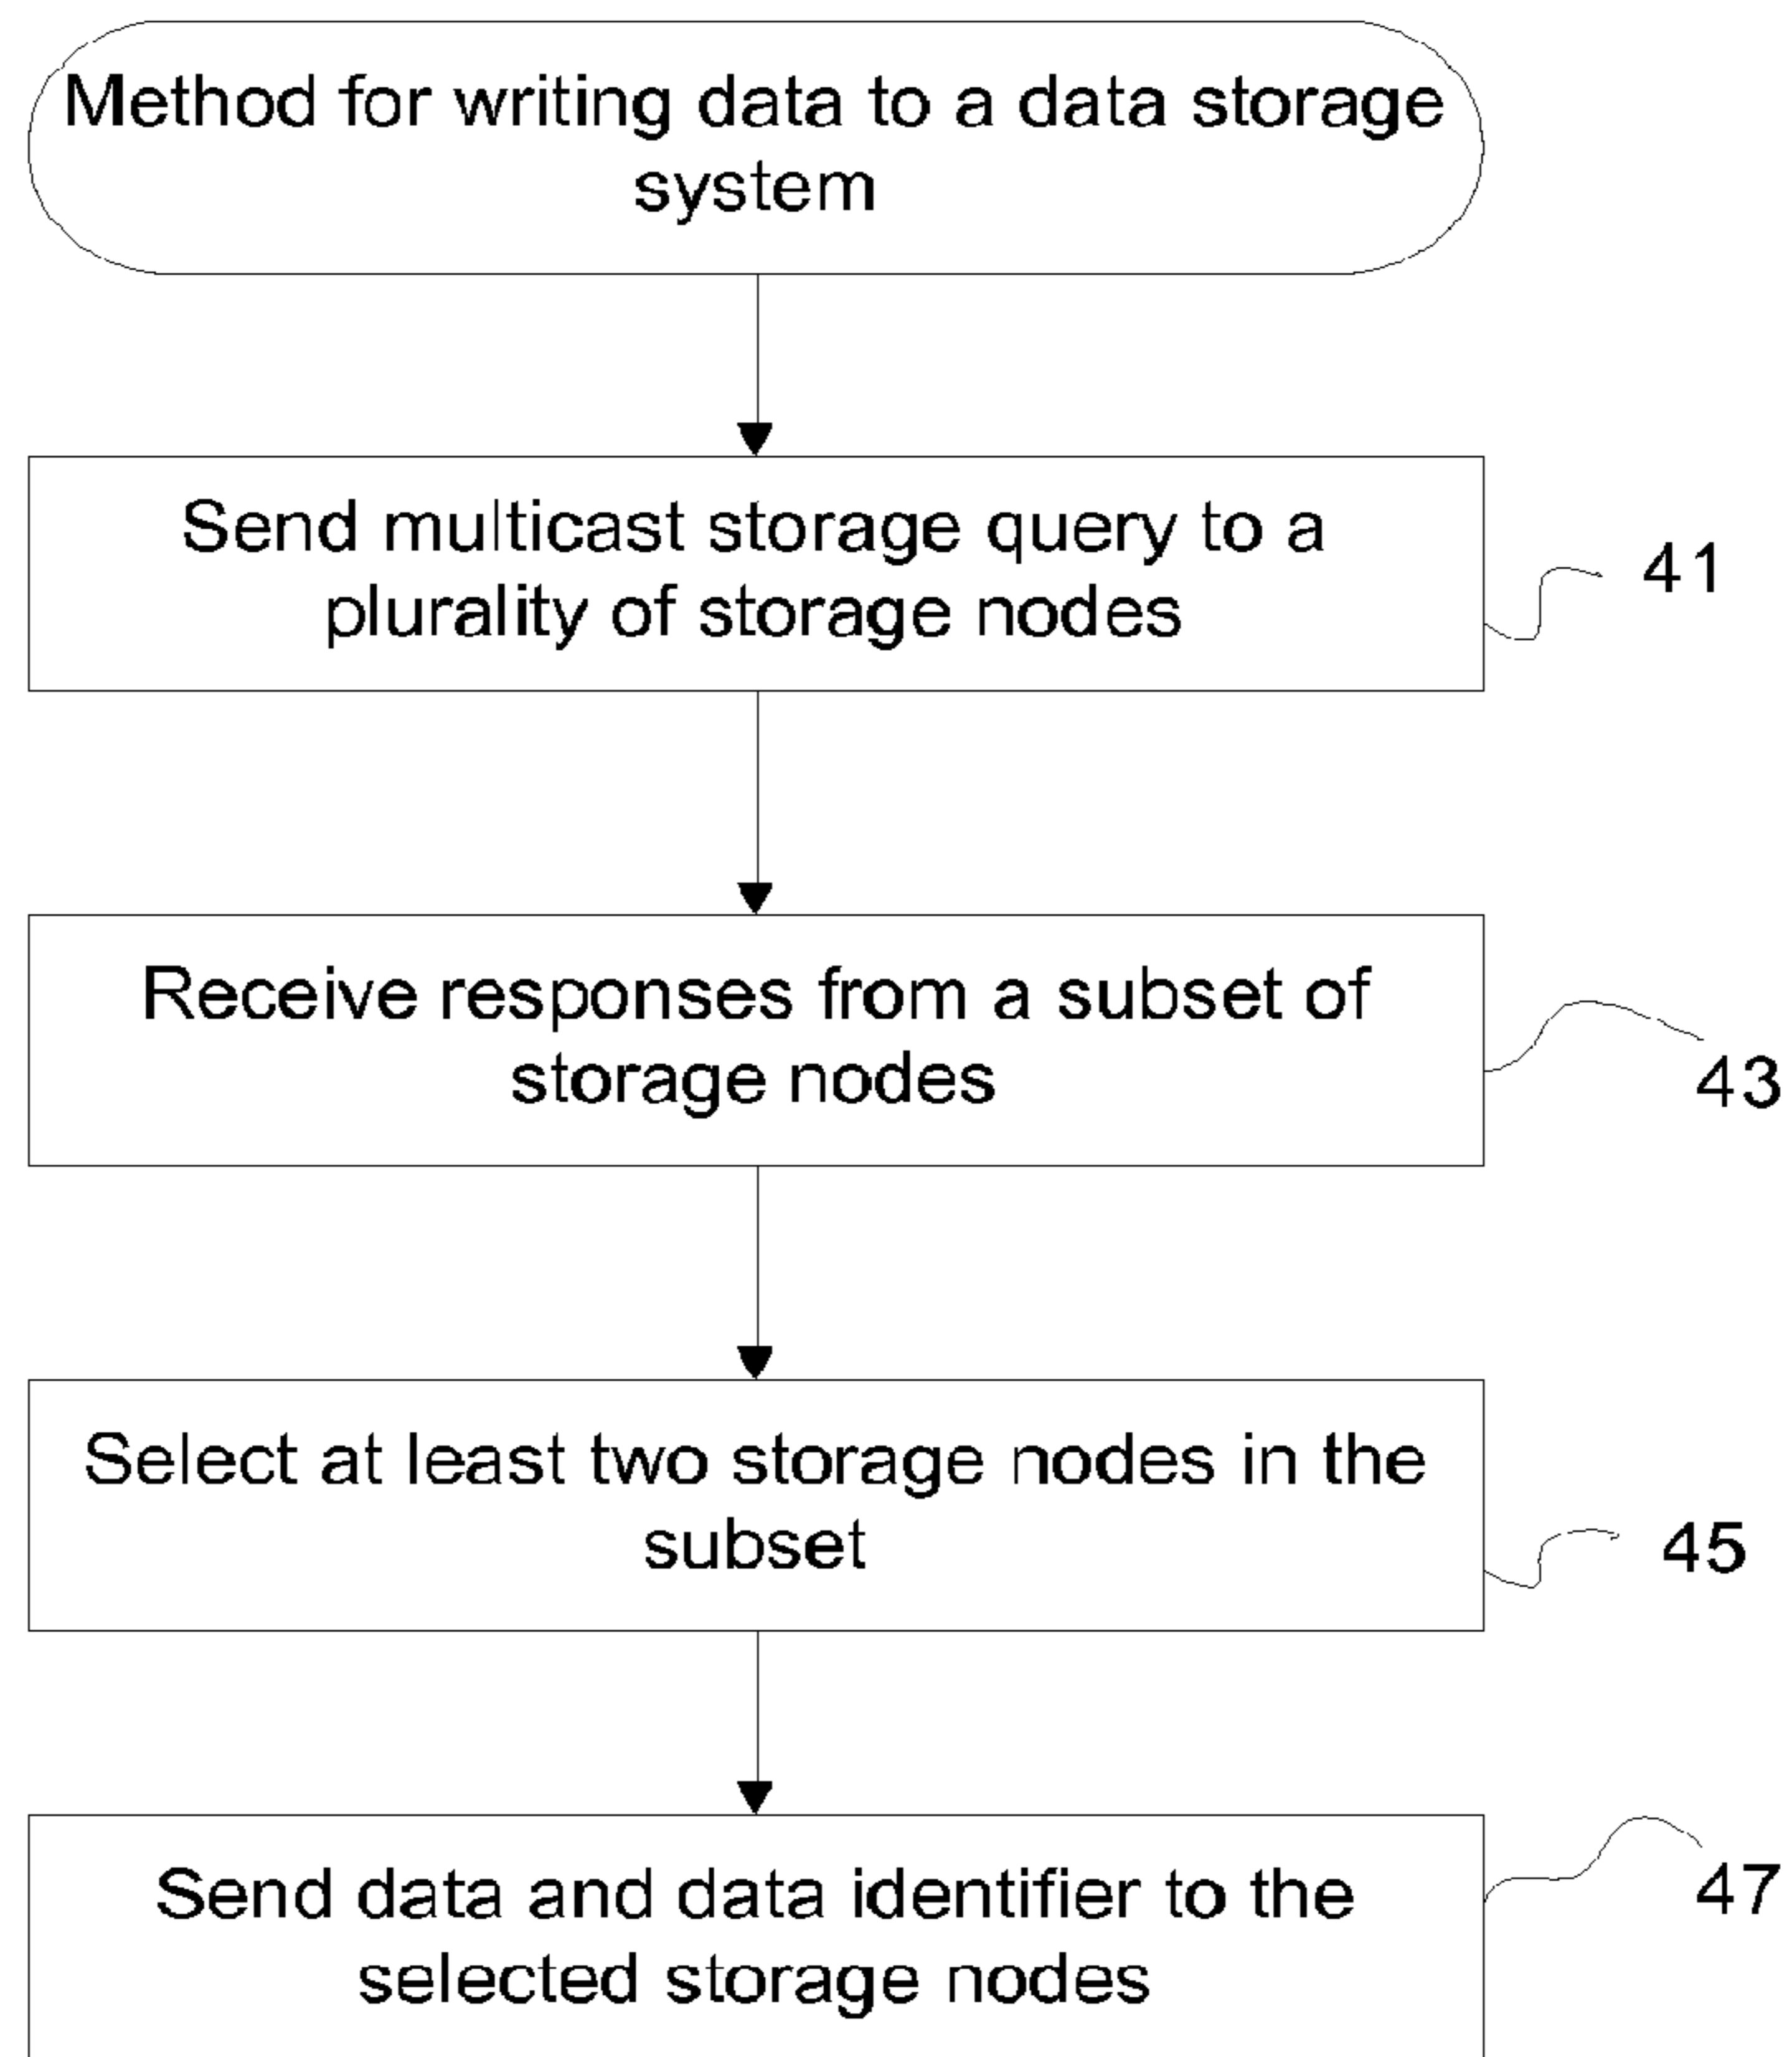 Method for writing data to a data storage
system
Send multicast storage query to a
plurality of storage nodes
41
Receive responses from a subset of
storage nodes
43
Select at least two storage nodes in the
subset
45
Send data and data identifier to the
selected storage nodes
47